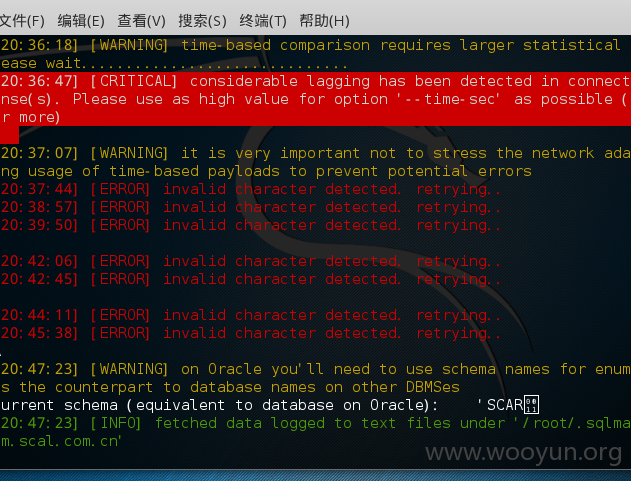 文件(F) 编辑(E) 查看(V) 搜索(S) 终端(T) 帮助(H)
20:36:18] [WARNING] time-based comparison requires larger statistical
ease wait..............................
20:36:47] [CRITICAL] considerable lagging has been detected in connect
nse(s). Please use as high value for option '--time-sec' as possible (
r more)
20:37:07] [WARNING] it is very important not to stress the network ada
ng usage of time-based payloads to prevent potential errors
20:37:44] [ERROR] invalid character detected. retrying..
20:38:57] [ERROR] invalid character detected. retrying..
20:39:50] [ERROR] invalid character detected. retrying..
20:42:06] [ERROR] invalid character detected. retrying..
20:42:45] [ERROR] invalid character detected. retrying..
20:44:11] [ERROR] invalid character detected. retrying..
20:45:38] [ERROR] invalid character detected. retrying..
.
20:47:23] [WARNING] on Oracle you'll need to use schema names for enum
s the counterpart to database names on other DBMSes
urrent schema (equivalent to database on Oracle): 'SCAR
20:47:23] [INFO] fetched data logged to text files under '/root/.sqlma
m.scal.com.cn'
www.wooyun.org